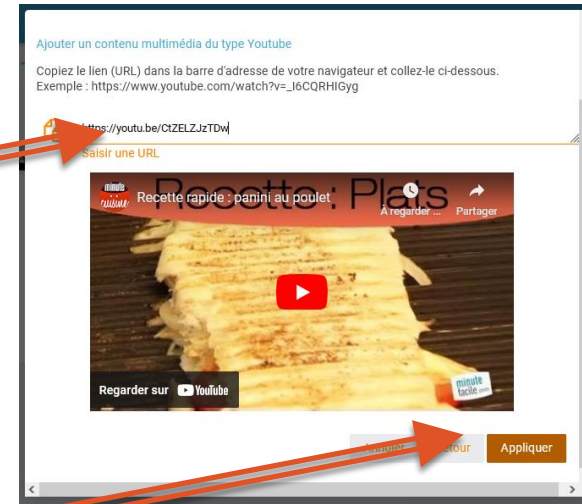 Ajouter un contenu multimédia du type Youtube
Copiez le lien (URL) dans la barre d'adresse de votre navigateur et collez-le ci-dessous.
Exemple : https://www.youtube.com/watch?v=_I6CQRHIGyg
https://youtu.be/CtZELZJzTDw
Saisir une URL
Recette : Plats
minute cuisine
Recette rapide : panini au poulet
À regarder ... Partager
Regarder sur YouTube
minute
facile
Appliquer